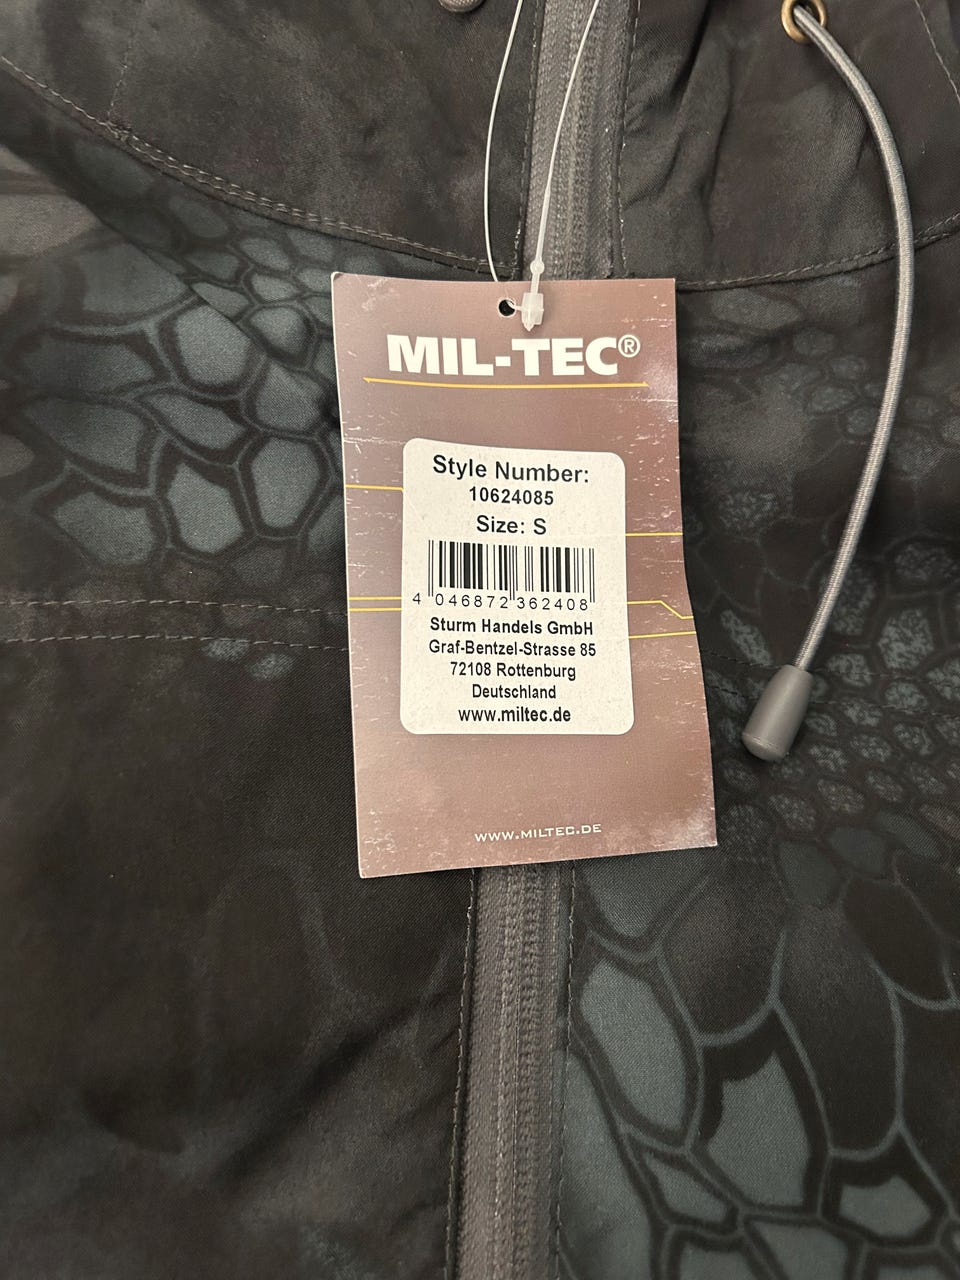 MIL-TEC®
Style Number:
10624085
Size: S
4 046872 362408
Sturm Handels GmbH
Graf-Bentzel-Strasse 85
72108 Rottenburg
Deutschland
www.miltec.de
WWW.MILTEC.DE